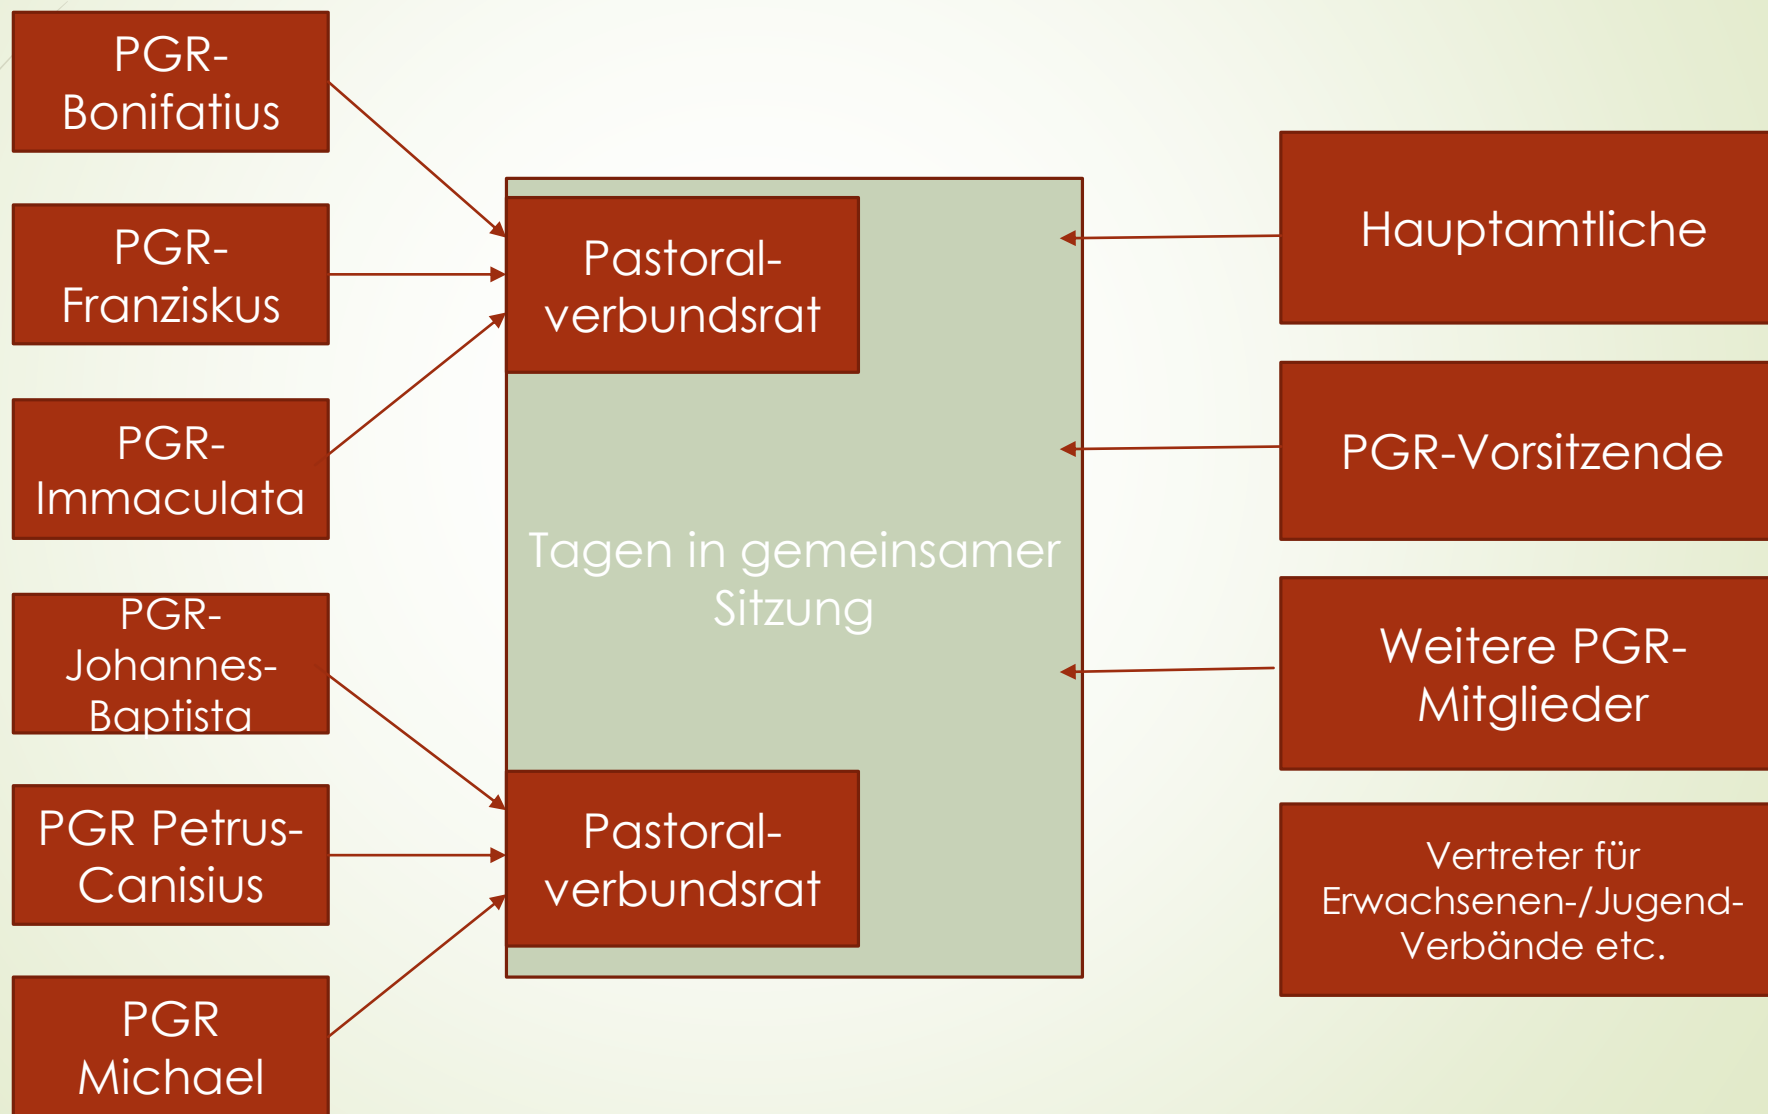 PGR-
Bonifatius
PGR-
Franziskus
PGR-
Immaculata
PGR-
Johannes-
Baptista
PGR Petrus-
Canisius
PGR
Michael
Pastoral-
verbundsrat
Tagen in gemeinsamer
Sitzung
Pastoral-
verbundsrat
Hauptamtliche
PGR-Vorsitzende
Weitere PGR-
Mitglieder
Vertreter für
Erwachsenen-/Jugend-
Verbände etc.